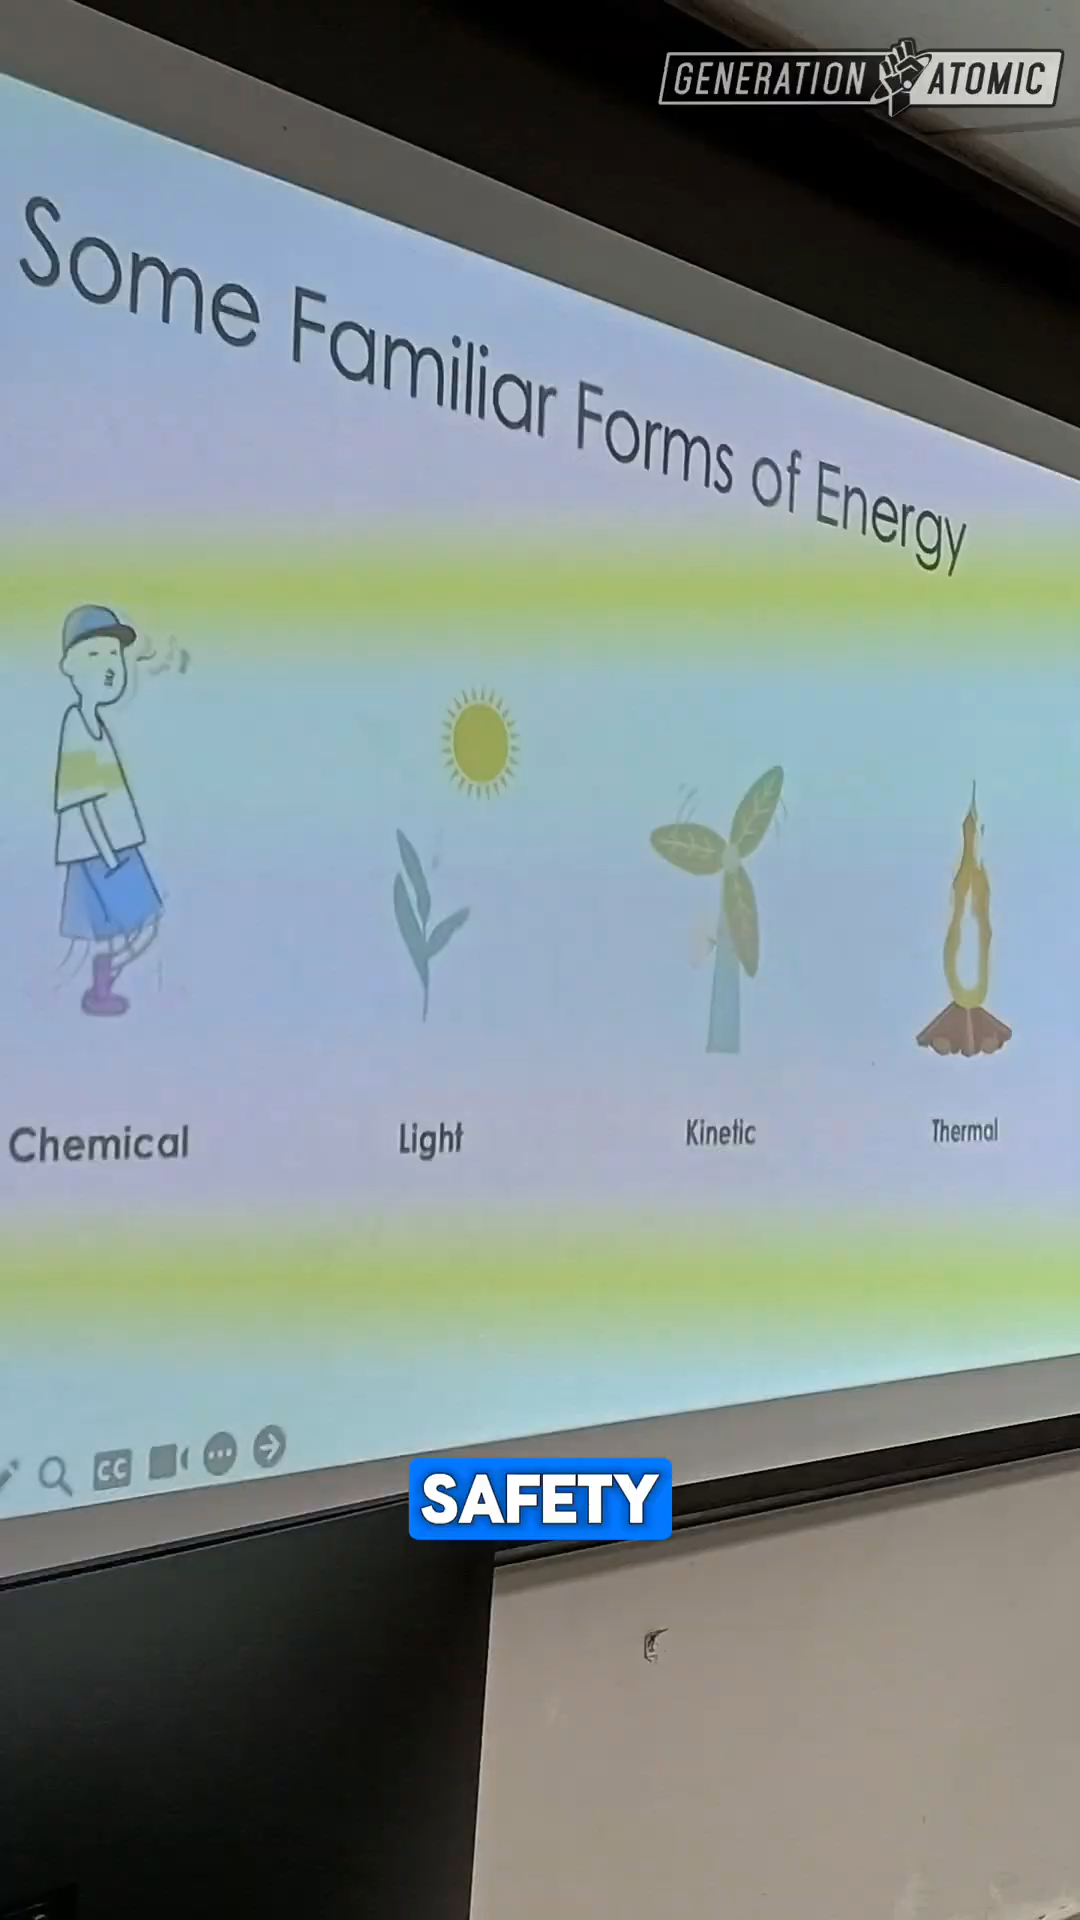 GENERATION ATOMIC
Some Familiar Forms of Energy
Chemical
Light
Kinetic
Thermal
CC
SAFETY